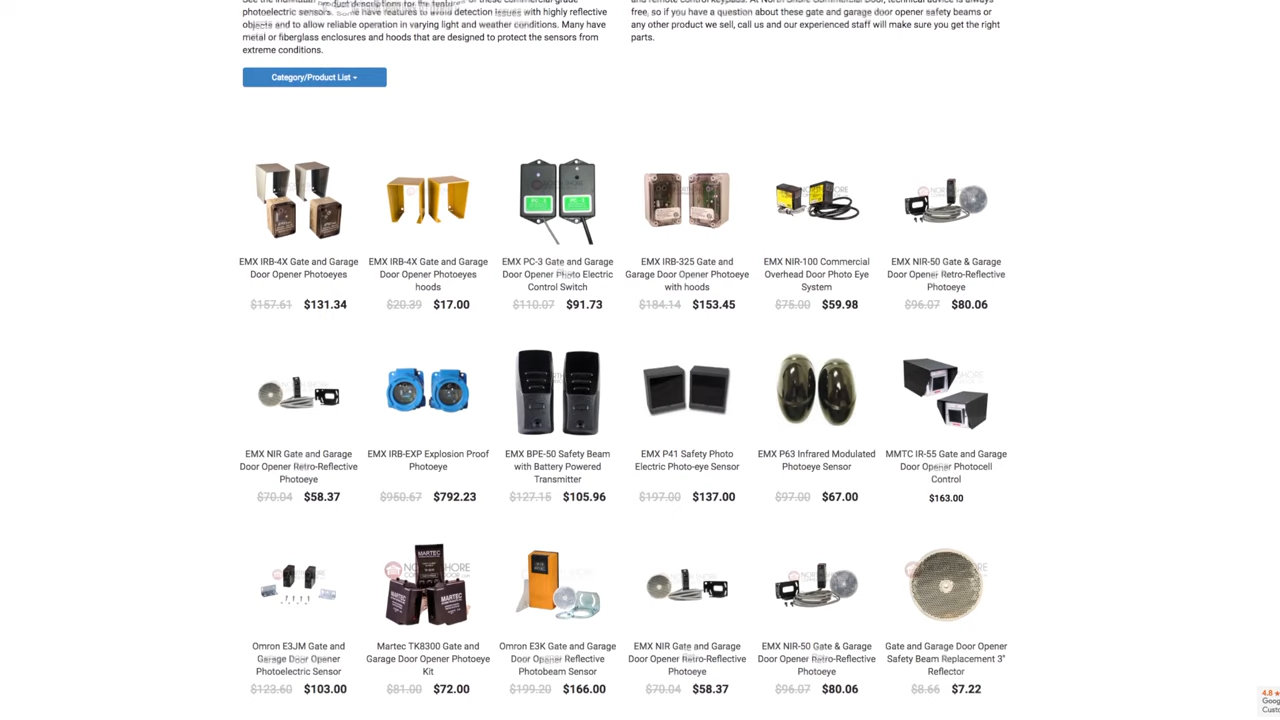 photoelectric sensors. Some have features to avoid detection issues with highly reflective
objects and to allow reliable operation in varying light and weather conditions. Many have
metal or fiberglass enclosures and hoods that are designed to protect the sensors from
extreme conditions.
free, so if you have a question about these gate and garage door opener safety beams or
any other product we sell, call us and our experienced staff will make sure you get the right
parts.
Category/Product List
EMX IRB-4X Gate and Garage
Door Opener Photoeyes
$157.61 $131.34
EMX IRB-4X Gate and Garage
Door Opener Photoeyes
hoods
$20.39 $17.00
EMX PC-3 Gate and Garage
Door Opener Photo Electric
Control Switch
$110.07 $91.73
EMX IRB-325 Gate and
Garage Door Opener Photoeye
with hoods
$184.14 $153.45
EMX NIR-100 Commercial
Overhead Door Photo Eye
System
$75.00 $59.98
EMX NIR-50 Gate & Garage
Door Opener Retro-Reflective
Photoeye
$96.07 $80.06
EMX NIR Gate and Garage
Door Opener Retro-Reflective
Photoeye
$70.04 $58.37
EMX IRB-EXP Explosion Proof
Photoeye
$950.67 $792.23
EMX BPE-50 Safety Beam
with Battery Powered
Transmitter
$127.15 $105.96
EMX P41 Safety Photo
Electric Photo-eye Sensor
$197.00 $137.00
EMX P63 Infrared Modulated
Photoeye Sensor
$97.00 $67.00
MMTC IR-55 Gate and Garage
Door Opener Photocell
Control
$163.00
MARTEC
MARTEC
MARTEC
Omron E3JM Gate and
Garage Door Opener
Photoelectric Sensor
$123.60 $103.00
Martec TK8300 Gate and
Garage Door Opener Photoeye
Kit
$81.00 $72.00
Omron E3K Gate and Garage
Door Opener Reflective
Photobeam Sensor
$199.20 $166.00
EMX NIR Gate and Garage
Door Opener Retro-Reflective
Photoeye
$70.04 $58.37
EMX NIR-50 Gate & Garage
Door Opener Retro-Reflective
Photoeye
$96.07 $80.06
Gate and Garage Door Opener
Safety Beam Replacement 3"
Reflector
$8.66 $7.22
4.8 ★
Goog
Custo